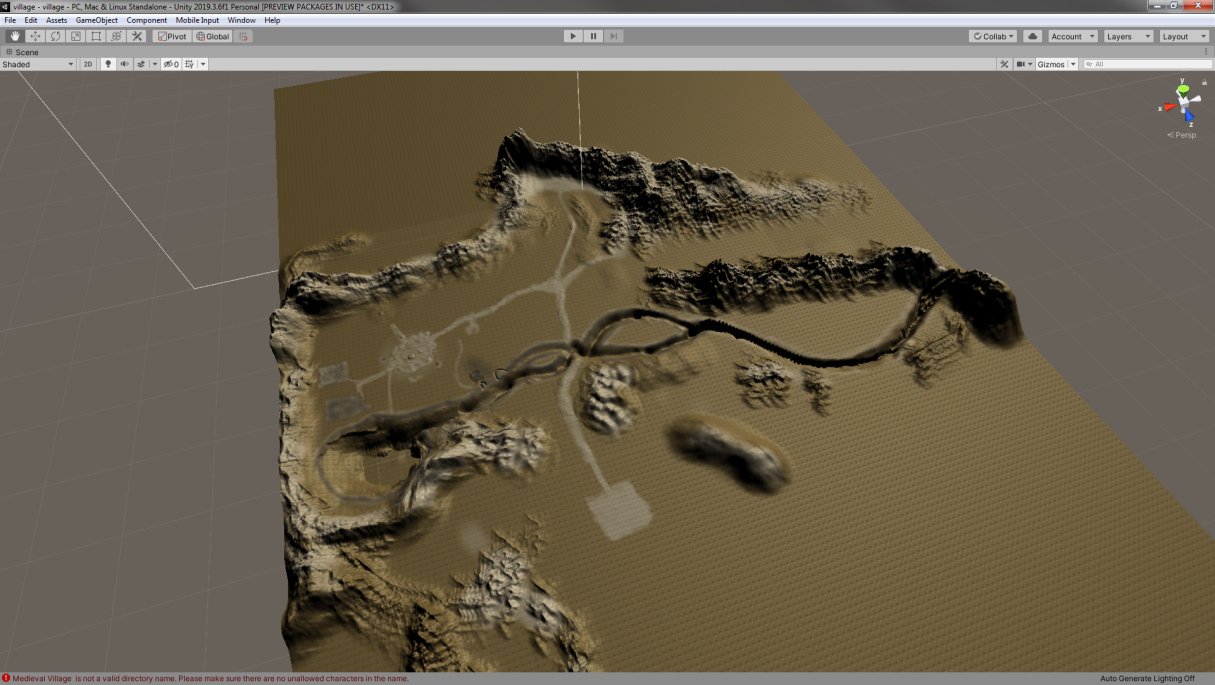 village - village - PC, Mac & Linux Standalone - Unity 2019.3.6f1 Personal [PREVIEW PACKAGES IN USE]* <DX11>
File Edit Assets GameObject Component Mobile Input Window Help
Pivot Global Collab Account Layers Layout
Scene
Shaded 2D 0 Gizmos All
y
x
z
Persp
Medieval Village  is not a valid directory name. Please make sure there are no unallowed characters in the name. Auto Generate Lighting Off